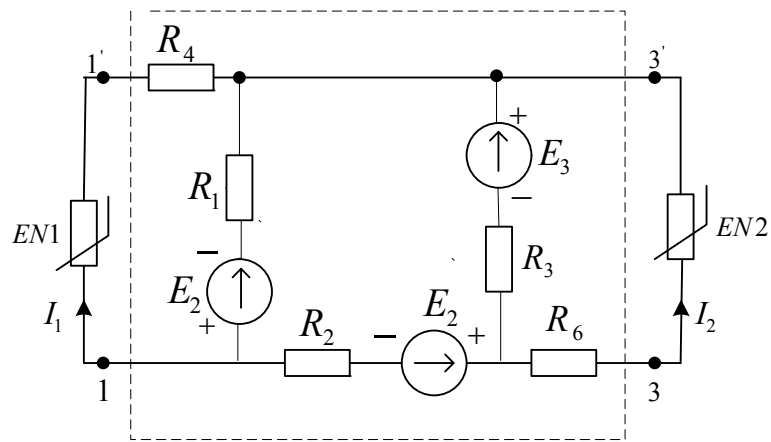 1' R₄ 3'
+
E₃
R₁ −
EN1 EN2
− R₃
E₂ E₂
I₁ + R₂ − + R₆ I₂
1 3